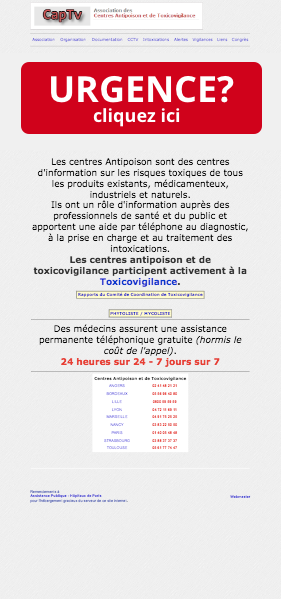 CapTv
Association des
Centres Antipoison et de Toxicovigilance
Association Organisation Documentation CCTV Intoxications Alertes Vigilances Liens Congrès
URGENCE?
cliquez ici
Les centres Antipoison sont des centres
d'information sur les risques toxiques de tous
les produits existants, médicamenteux,
industriels et naturels.
Ils ont un rôle d'information auprès des
professionnels de santé et du public et
apportent une aide par téléphone au diagnostic,
à la prise en charge et au traitement des
intoxications.
Les centres antipoison et de
toxicovigilance participent activement à la
Toxicovigilance.
Rapports du Comité de Coordination de Toxicovigilance
PHYTOLISTE / MYCOLISTE
Des médecins assurent une assistance
permanente téléphonique gratuite (hormis le
coût de l'appel).
24 heures sur 24 - 7 jours sur 7
Centres Antipoison et de Toxicovigilance
ANGERS 02 41 48 21 21
BORDEAUX 05 56 96 40 80
LILLE
LYON 04 72 11 69 11
MARSEILLE 04 91 75 25 25
NANCY
PARIS 01 40 05 48 48
STRASBOURG 03 88 37 37 37
TOULOUSE 05 61 77 74 47
Remerciements à
Assistance Publique - Hôpitaux de Paris
pour l'hébergement gracieux du serveur de ce site internet.
Webmaster